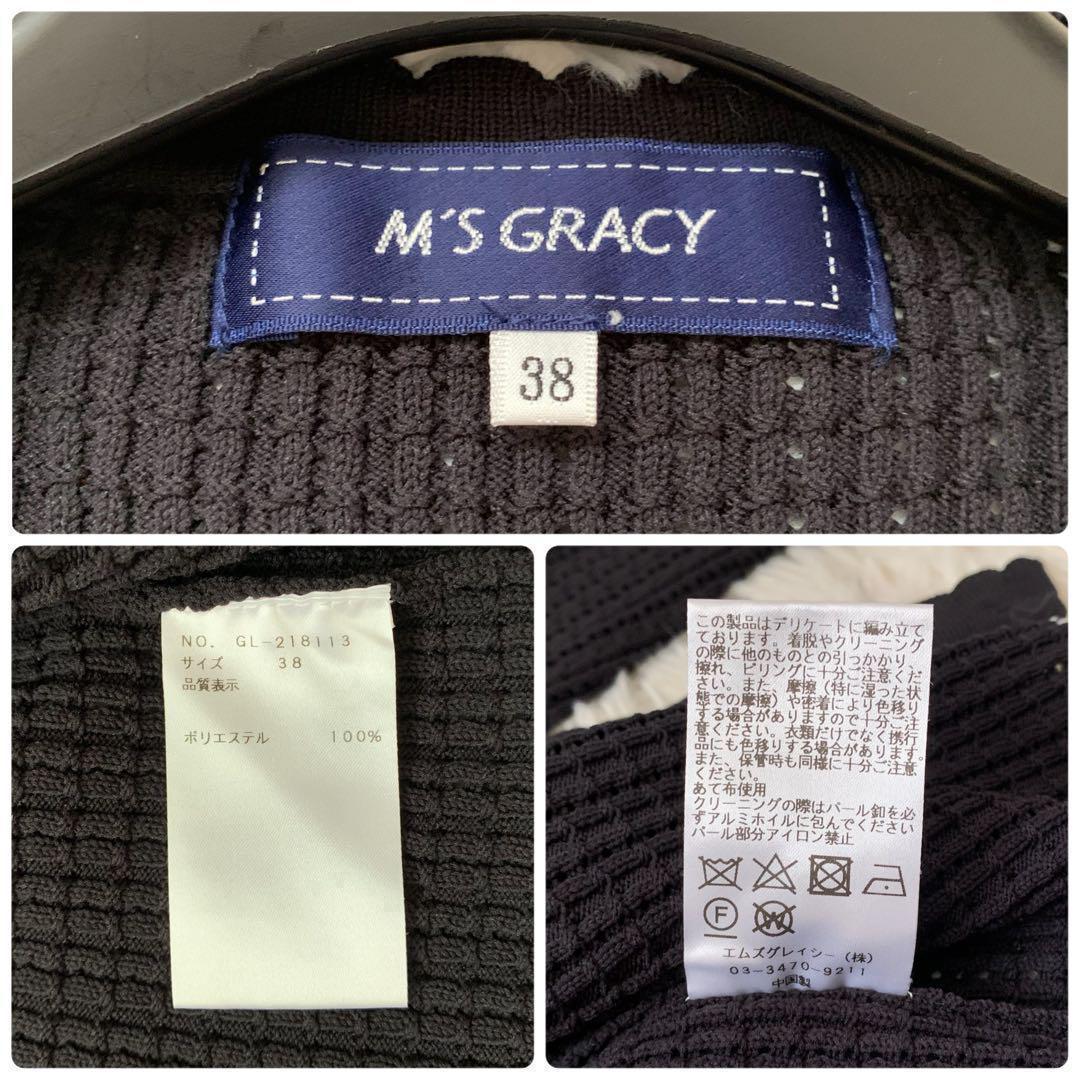 M'S GRACY
38
NO. GL-218113
サイズ 38
品質表示
ポリエステル 100%
この製品はデリケートに編み立て
ております。着脱やクリーニング
の際に他のものとの引っかかり、
擦れ、ピリングに十分ご注意くだ
さい。また、摩擦（特に湿った状
態での摩擦）や密着により色移り
する場合がありますので十分ご注
意ください。衣類だけでなく携行
品にも色移りする場合があります。
また、保管時も同様に十分ご注意
ください。
あて布使用
クリーニングの際はパール釦を必
ずアルミホイルに包んでください
パール部分アイロン禁止
F W
エムズグレイシー（株）
03-3470-9211
中国製